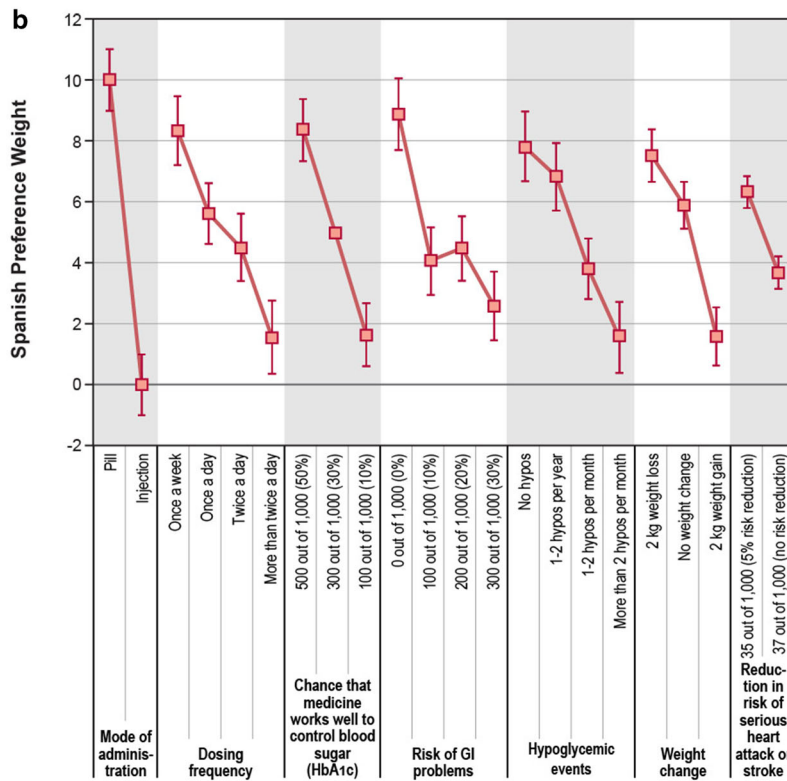 b
Spanish Preference Weight
12
10
8
6
4
2
0
-2
Pill
Injection
Once a week
Once a day
Twice a day
More than twice a day
500 out of 1,000 (50%)
300 out of 1,000 (30%)
100 out of 1,000 (10%)
0 out of 1,000 (0%)
100 out of 1,000 (10%)
200 out of 1,000 (20%)
300 out of 1,000 (30%)
No hypos
1-2 hypos per year
1-2 hypos per month
More than 2 hypos per month
2 kg weight loss
No weight change
2 kg weight gain
35 out of 1,000 (5% risk reduction)
37 out of 1,000 (no risk reduction)
Mode of
adminis-
tration
Dosing
frequency
Chance that
medicine
works well to
control blood
sugar
(HbA1c)
Risk of GI
problems
Hypoglycemic
events
Weight
change
Reduc-
tion in
risk of
serious
heart
attack or
stroke